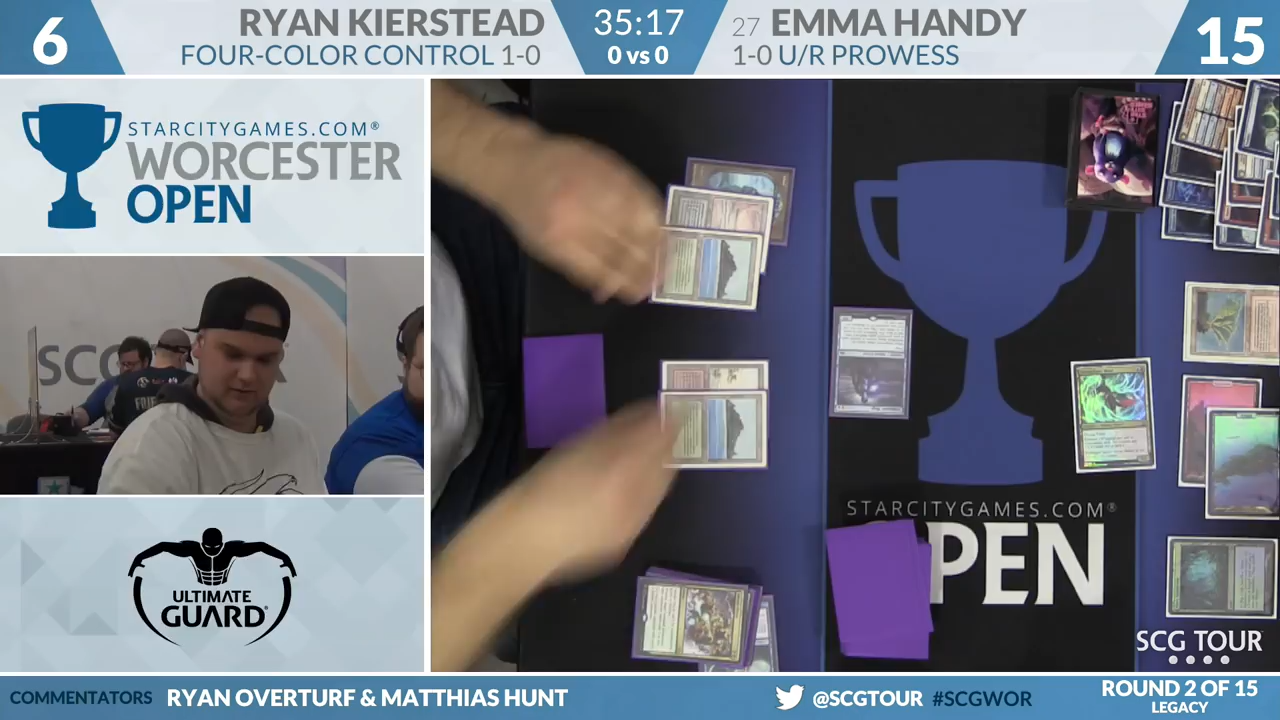 6
RYAN KIERSTEAD
FOUR-COLOR CONTROL 1-0
35:17
0 vs 0
27 EMMA HANDY
1-0 U/R PROWESS
15
STARCITYGAMES.COM®
WORCESTER
OPEN
SCG
ULTIMATE
GUARD®
STARCITYGAMES.COM®
PEN
SCG TOUR
COMMENTATORS RYAN OVERTURF & MATTHIAS HUNT
@SCGTOUR #SCGWOR
ROUND 2 OF 15
LEGACY